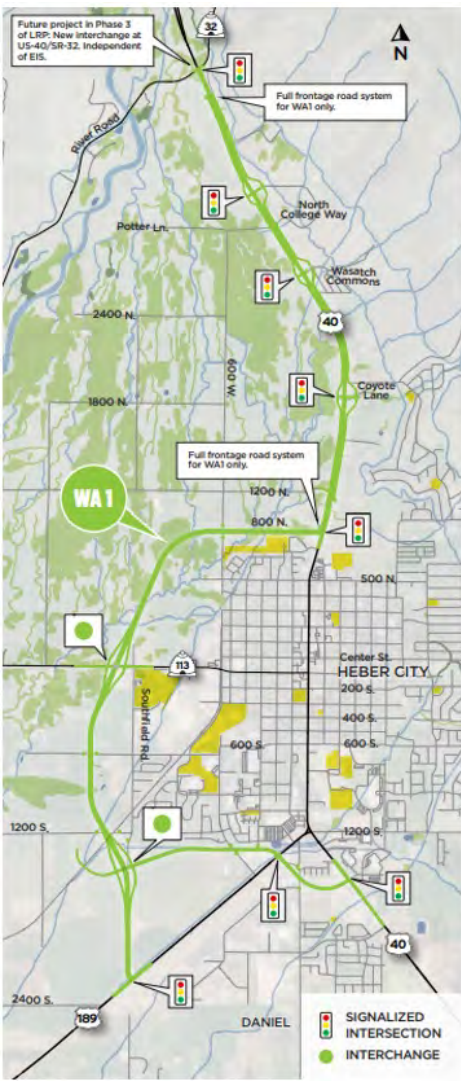 Future project in Phase 3
of LRP: New interchange at
US-40/SR-32. Independent
of EIS.
32
N
Full frontage road system
for WA1 only.
River Road
North
College Way
Potter Ln.
Wasatch
Commons
2400 N.
40
600 W.
Coyote
Lane
1800 N.
Full frontage road system
for WA1 only.
1200 N.
WA1
800 N.
500 N.
Center St.
113
HEBER CITY
Southfield Rd.
200 S.
400 S.
600 S.
600 S.
1200 S.
1200 S.
40
2400 S.
189
DANIEL
SIGNALIZED
INTERSECTION
INTERCHANGE